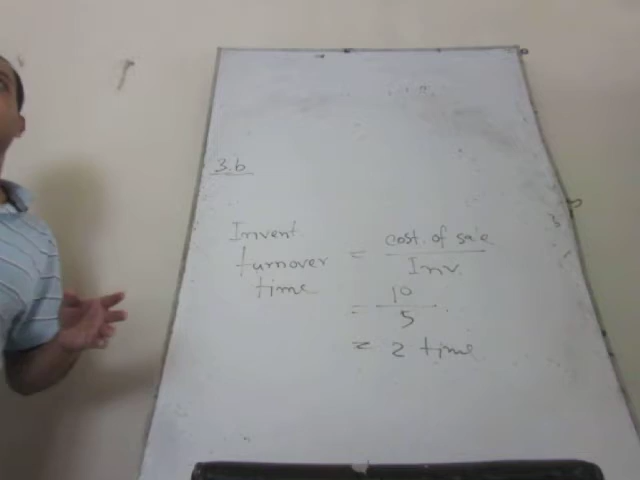 3.b
Invent.
turnover = cost. of sale
time Inv.
= 10
5
= 2 time